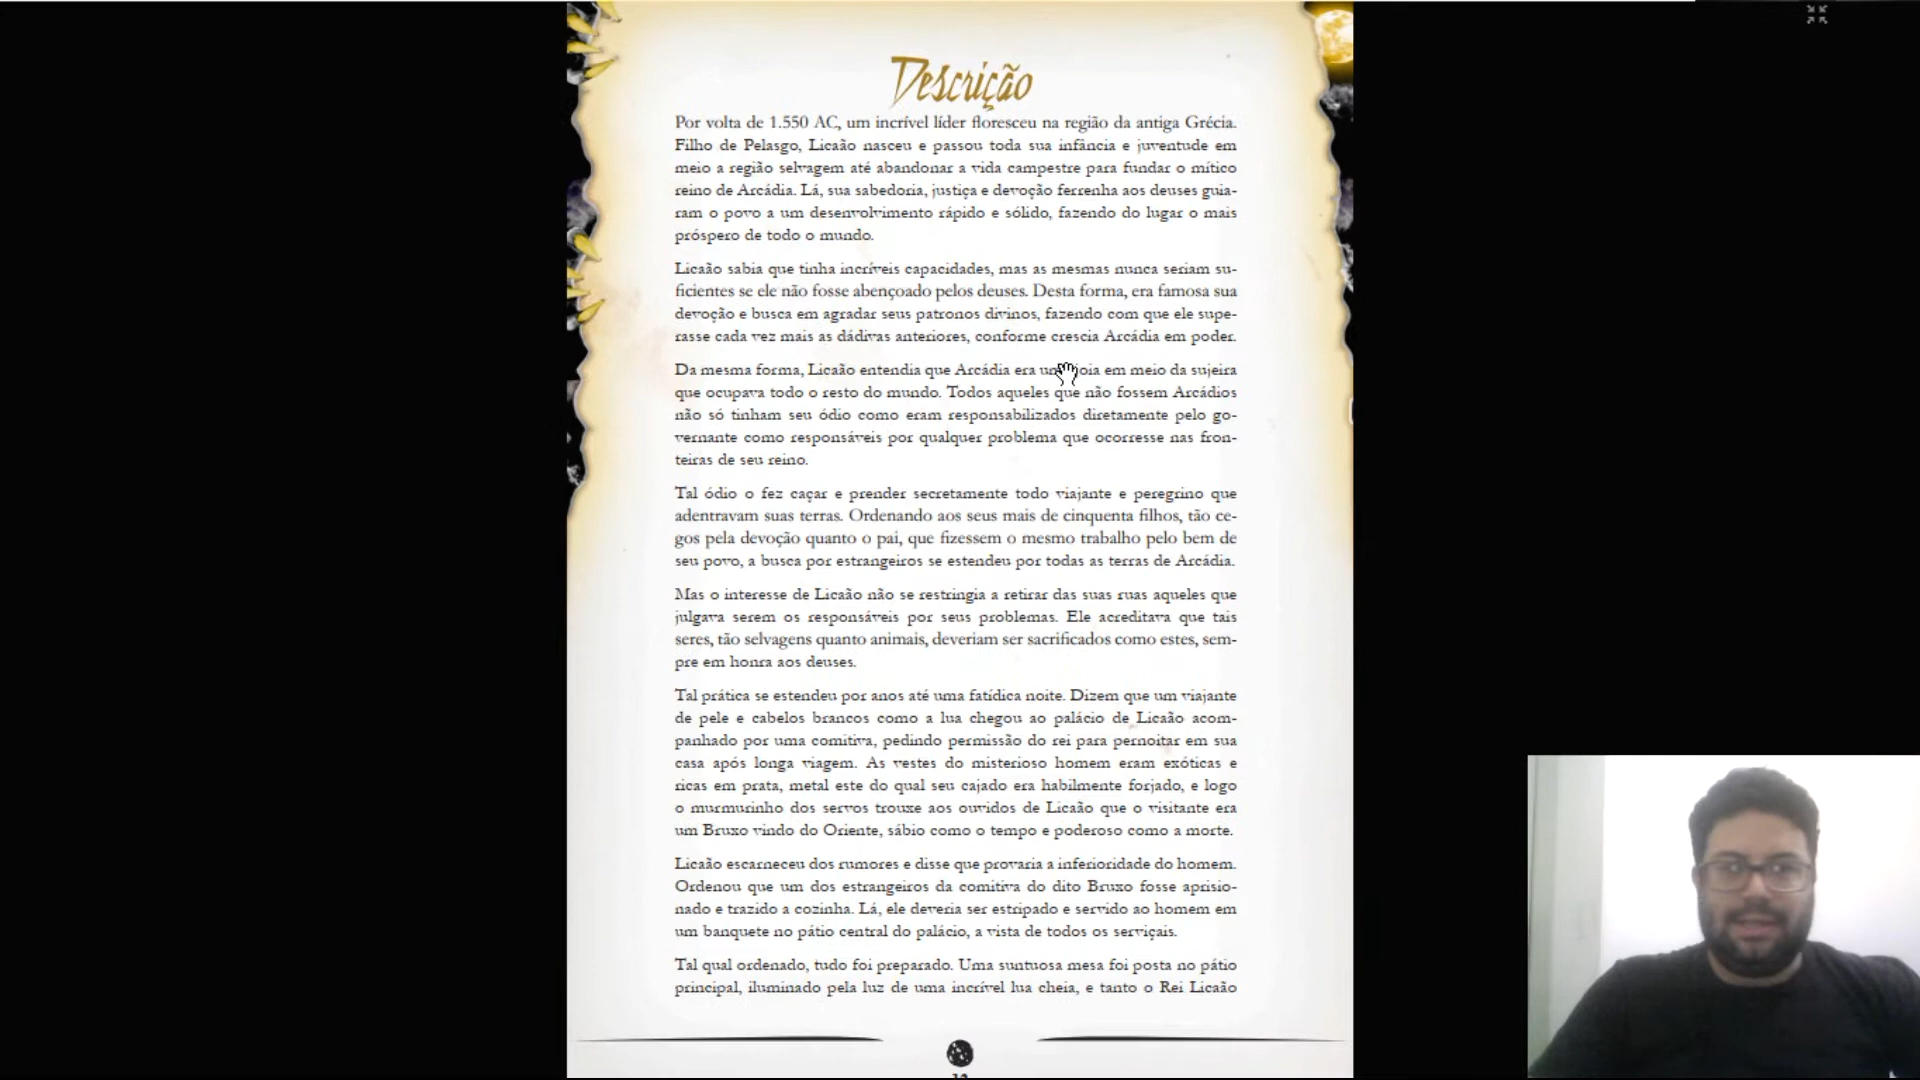 Descrição
Por volta de 1.550 AC, um incrível líder floresceu na região da antiga Grécia.
Filho de Pelasgo, Licaão nasceu e passou toda sua infância e juventude em
meio a região selvagem até abandonar a vida campestre para fundar o mítico
reino de Arcádia. Lá, sua sabedoria, justiça e devoção ferrenha aos deuses guia-
ram o povo a um desenvolvimento rápido e sólido, fazendo do lugar o mais
próspero de todo o mundo.
Licaão sabia que tinha incríveis capacidades, mas as mesmas nunca seriam su-
ficientes se ele não fosse abençoado pelos deuses. Desta forma, era famosa sua
devoção e busca em agradar seus patronos divinos, fazendo com que ele supe-
rasse cada vez mais as dádivas anteriores, conforme crescia Arcádia em poder.
Da mesma forma, Licaão entendia que Arcádia era uma joia em meio da sujeira
que ocupava todo o resto do mundo. Todos aqueles que não fossem Arcádios
não só tinham seu ódio como eram responsabilizados diretamente pelo go-
vernante como responsáveis por qualquer problema que ocorresse nas fron-
teiras de seu reino.
Tal ódio o fez caçar e prender secretamente todo viajante e peregrino que
adentravam suas terras. Ordenando aos seus mais de cinquenta filhos, tão ce-
gos pela devoção quanto o pai, que fizessem o mesmo trabalho pelo bem de
seu povo, a busca por estrangeiros se estendeu por todas as terras de Arcádia.
Mas o interesse de Licaão não se restringia a retirar das suas ruas aqueles que
julgava serem os responsáveis por seus problemas. Ele acreditava que tais
seres, tão selvagens quanto animais, deveriam ser sacrificados como estes, sem-
pre em honra aos deuses.
Tal prática se estendeu por anos até uma fatídica noite. Dizem que um viajante
de pele e cabelos brancos como a lua chegou ao palácio de Licaão acom-
panhado por uma comitiva, pedindo permissão do rei para pernoitar em sua
casa após longa viagem. As vestes do misterioso homem eram exóticas e
ricas em prata, metal este do qual seu cajado era habilmente forjado, e logo
o murmurinho dos servos trouxe aos ouvidos de Licaão que o visitante era
um Bruxo vindo do Oriente, sábio como o tempo e poderoso como a morte.
Licaão escarneceu dos rumores e disse que provaria a inferioridade do homem.
Ordenou que um dos estrangeiros da comitiva do dito Bruxo fosse aprisio-
nado e trazido a cozinha. Lá, ele deveria ser estripado e servido ao homem em
um banquete no pátio central do palácio, a vista de todos os serviçais.
Tal qual ordenado, tudo foi preparado. Uma suntuosa mesa foi posta no pátio
principal, iluminado pela luz de uma incrível lua cheia, e tanto o Rei Licaão